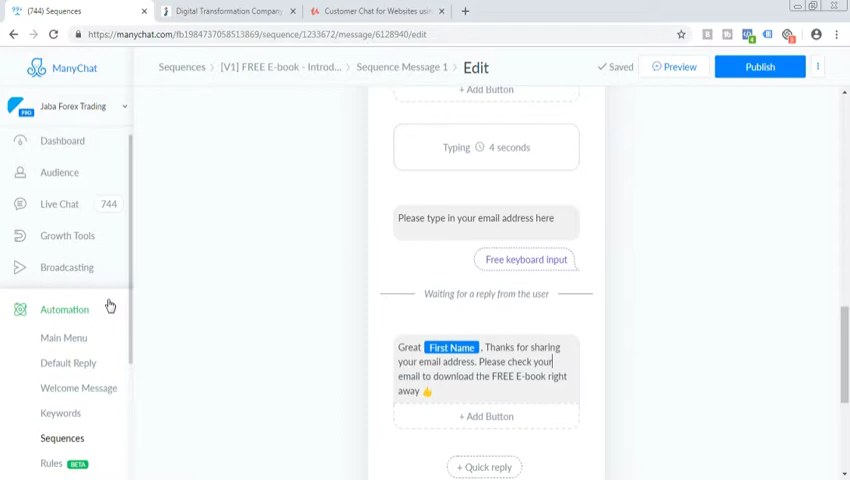 (744) Sequences
Digital Transformation Company
Customer Chat for Websites usin
https://manychat.com/fb1984737058513869/sequence/1233672/message/6128940/edit
ManyChat
Sequences > [V1] FREE E-book - Introd... > Sequence Message 1 > Edit
Saved
Preview
Publish
Jaba Forex Trading
PRO
Dashboard
Audience
Live Chat 744
Growth Tools
Broadcasting
Automation
Main Menu
Default Reply
Welcome Message
Keywords
Sequences
Rules BETA
+ Add Button
Typing 4 seconds
Please type in your email address here
Free keyboard input
Waiting for a reply from the user
Great First Name , Thanks for sharing
your email address. Please check your
email to download the FREE E-book right
away 👍
+ Add Button
+ Quick reply